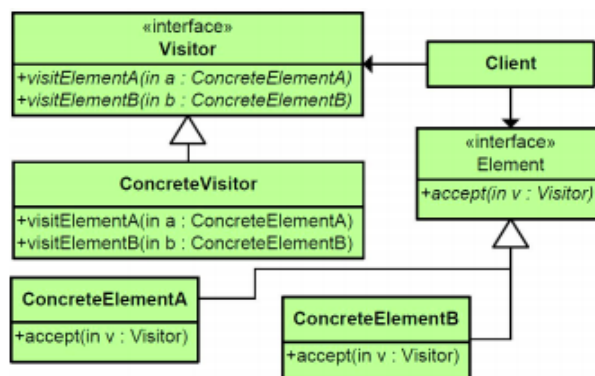 «interface»
Visitor
+visitElementA(in a : ConcreteElementA)
+visitElementB(in b : ConcreteElementB)
Client
«interface»
Element
+accept(in v : Visitor)
ConcreteVisitor
+visitElementA(in a : ConcreteElementA)
+visitElementB(in b : ConcreteElementB)
ConcreteElementA
+accept(in v : Visitor)
ConcreteElementB
+accept(in v : Visitor)